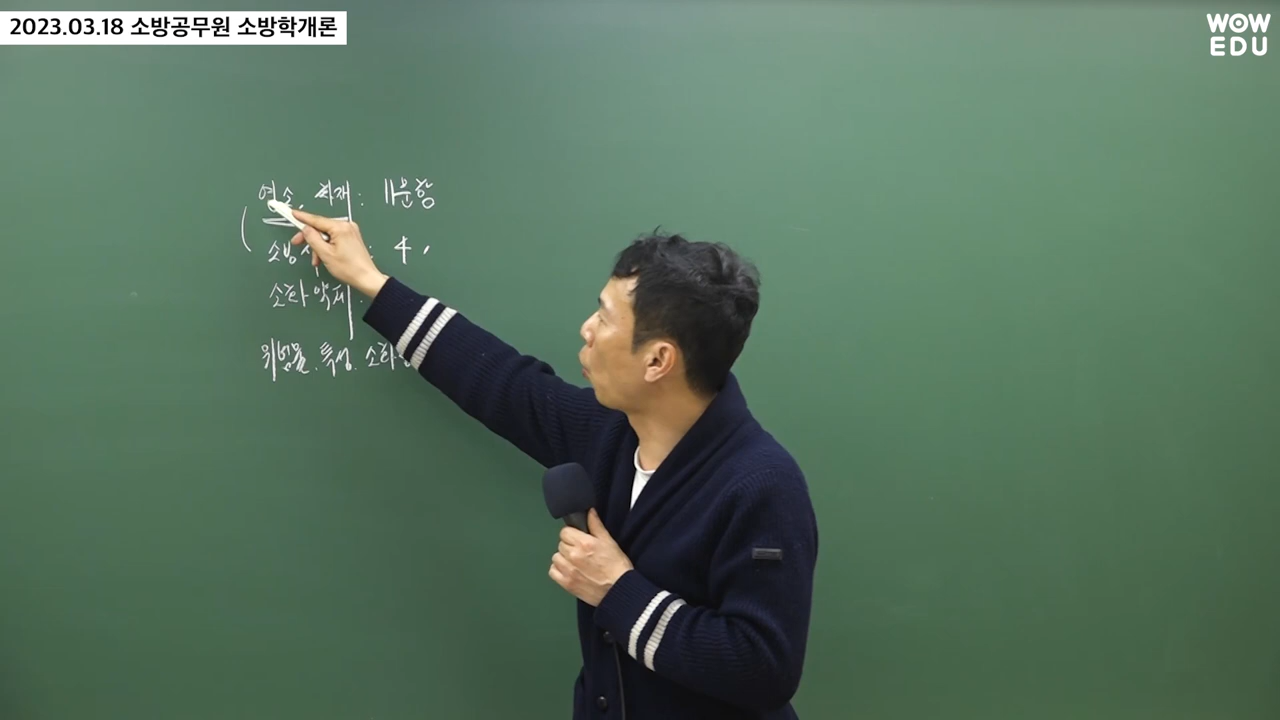 2023.03.18 소방공무원 소방학개론
WOW
EDU
연소, 화재 : 11문항
소방시 : 4 〃
소화약제 :
위험물. 특성. 소화